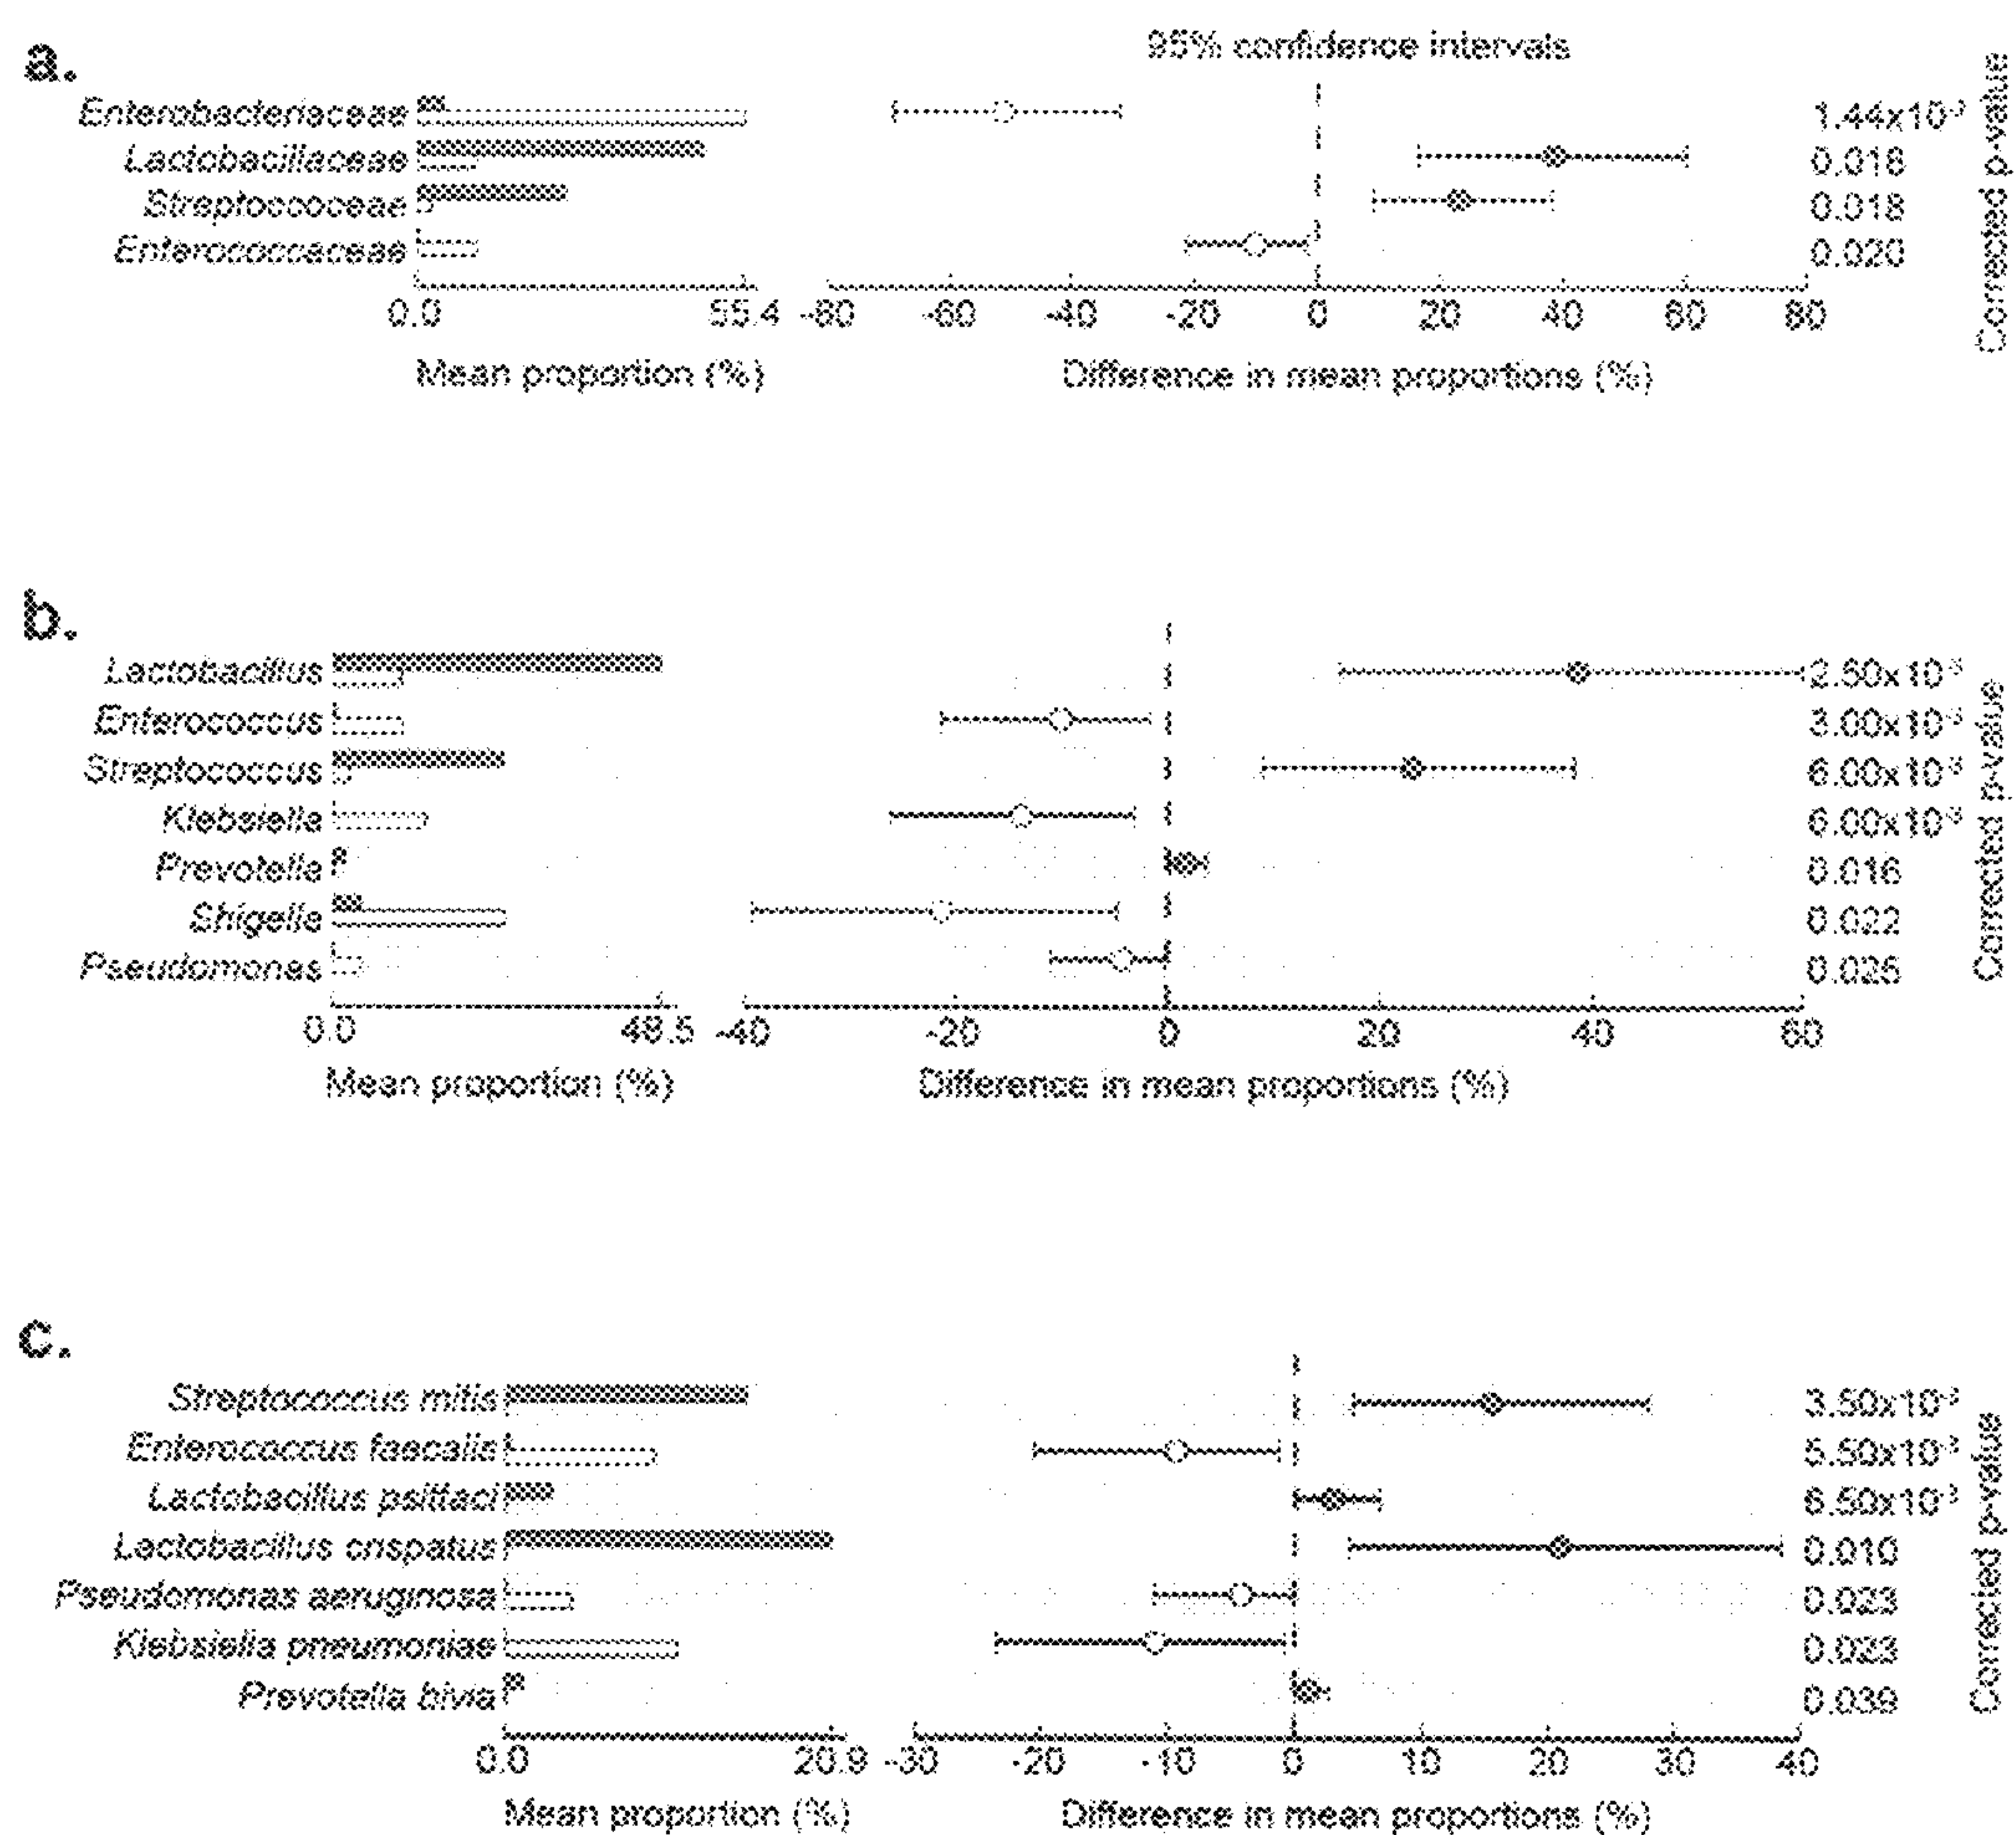 a.
95% confidence intervals
Enterobacteriaceae
1.44x10⁻³
Lactobacillaceae
0.018
Streptococceae
0.018
Enterococcaceae
0.020
Corrected p-value
0.0 55.4 -80 -60 -40 -20 0 20 40 60 80
Mean proportion (%) Difference in mean proportions (%)
b.
Lactobacillus
2.50x10⁻³
Enterococcus
3.00x10⁻³
Streptococcus
6.00x10⁻³
Klebsiella
6.00x10⁻³
Prevotella
0.016
Shigella
0.022
Pseudomonas
0.025
Corrected p-value
0.0 48.5 -40 -20 0 20 40 60
Mean proportion (%) Difference in mean proportions (%)
c.
Streptococcus mitis
3.50x10⁻³
Enterococcus faecalis
5.50x10⁻³
Lactobacillus psittaci
6.50x10⁻³
Lactobacillus crispatus
0.010
Pseudomonas aeruginosa
0.023
Klebsiella pneumoniae
0.023
Prevotella bivia
0.039
Corrected p-value
0.0 20.9 -30 -20 -10 0 10 20 30 40
Mean proportion (%) Difference in mean proportions (%)